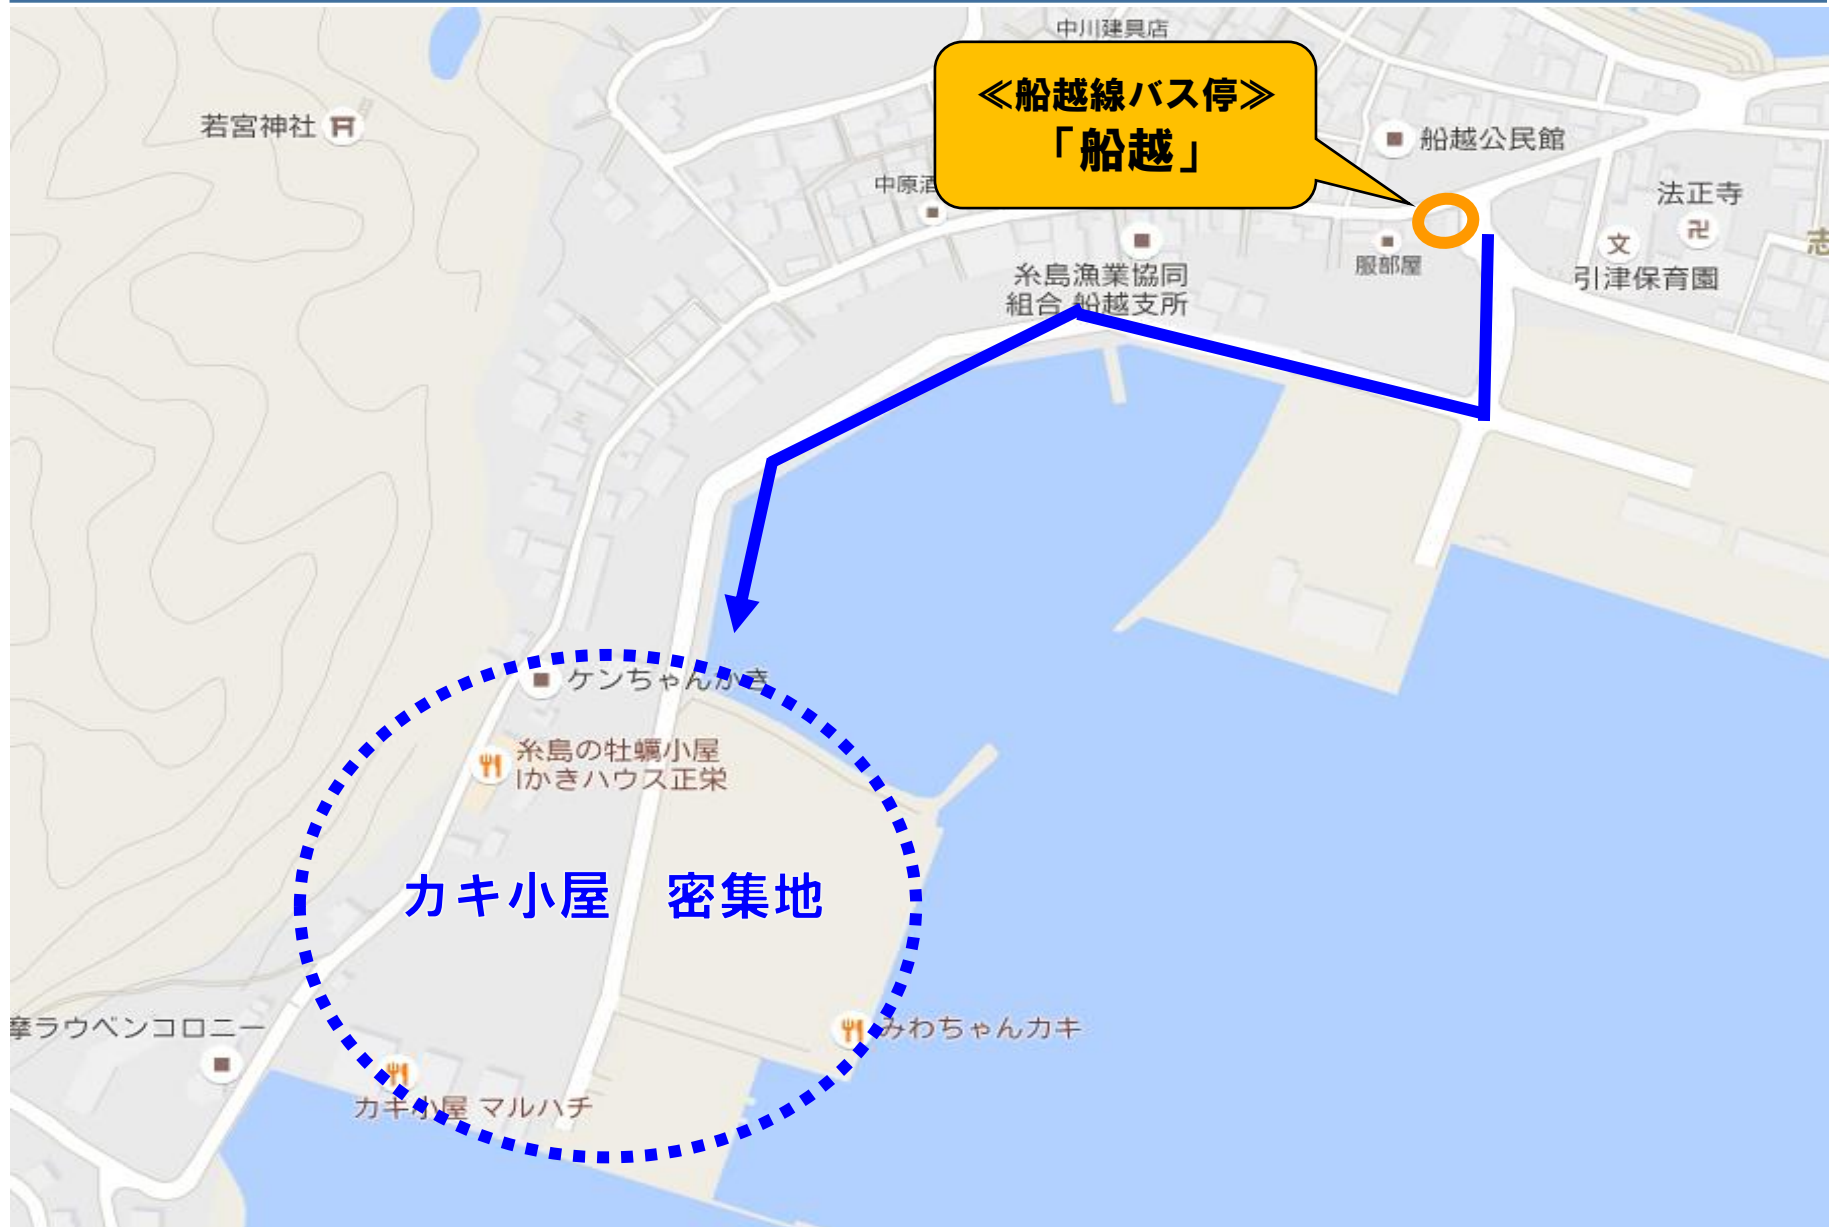 中川建具店
≪船越線バス停≫
「船越」
若宮神社
船越公民館
中原酒
法正寺
文
志
糸島漁業協同
組合 船越支所
服部屋
引津保育園
ケンちゃんかき
糸島の牡蠣小屋
Iかきハウス正栄
カキ小屋 密集地
摩ラウベンコロニー
みわちゃんカキ
カキ小屋 マルハチ